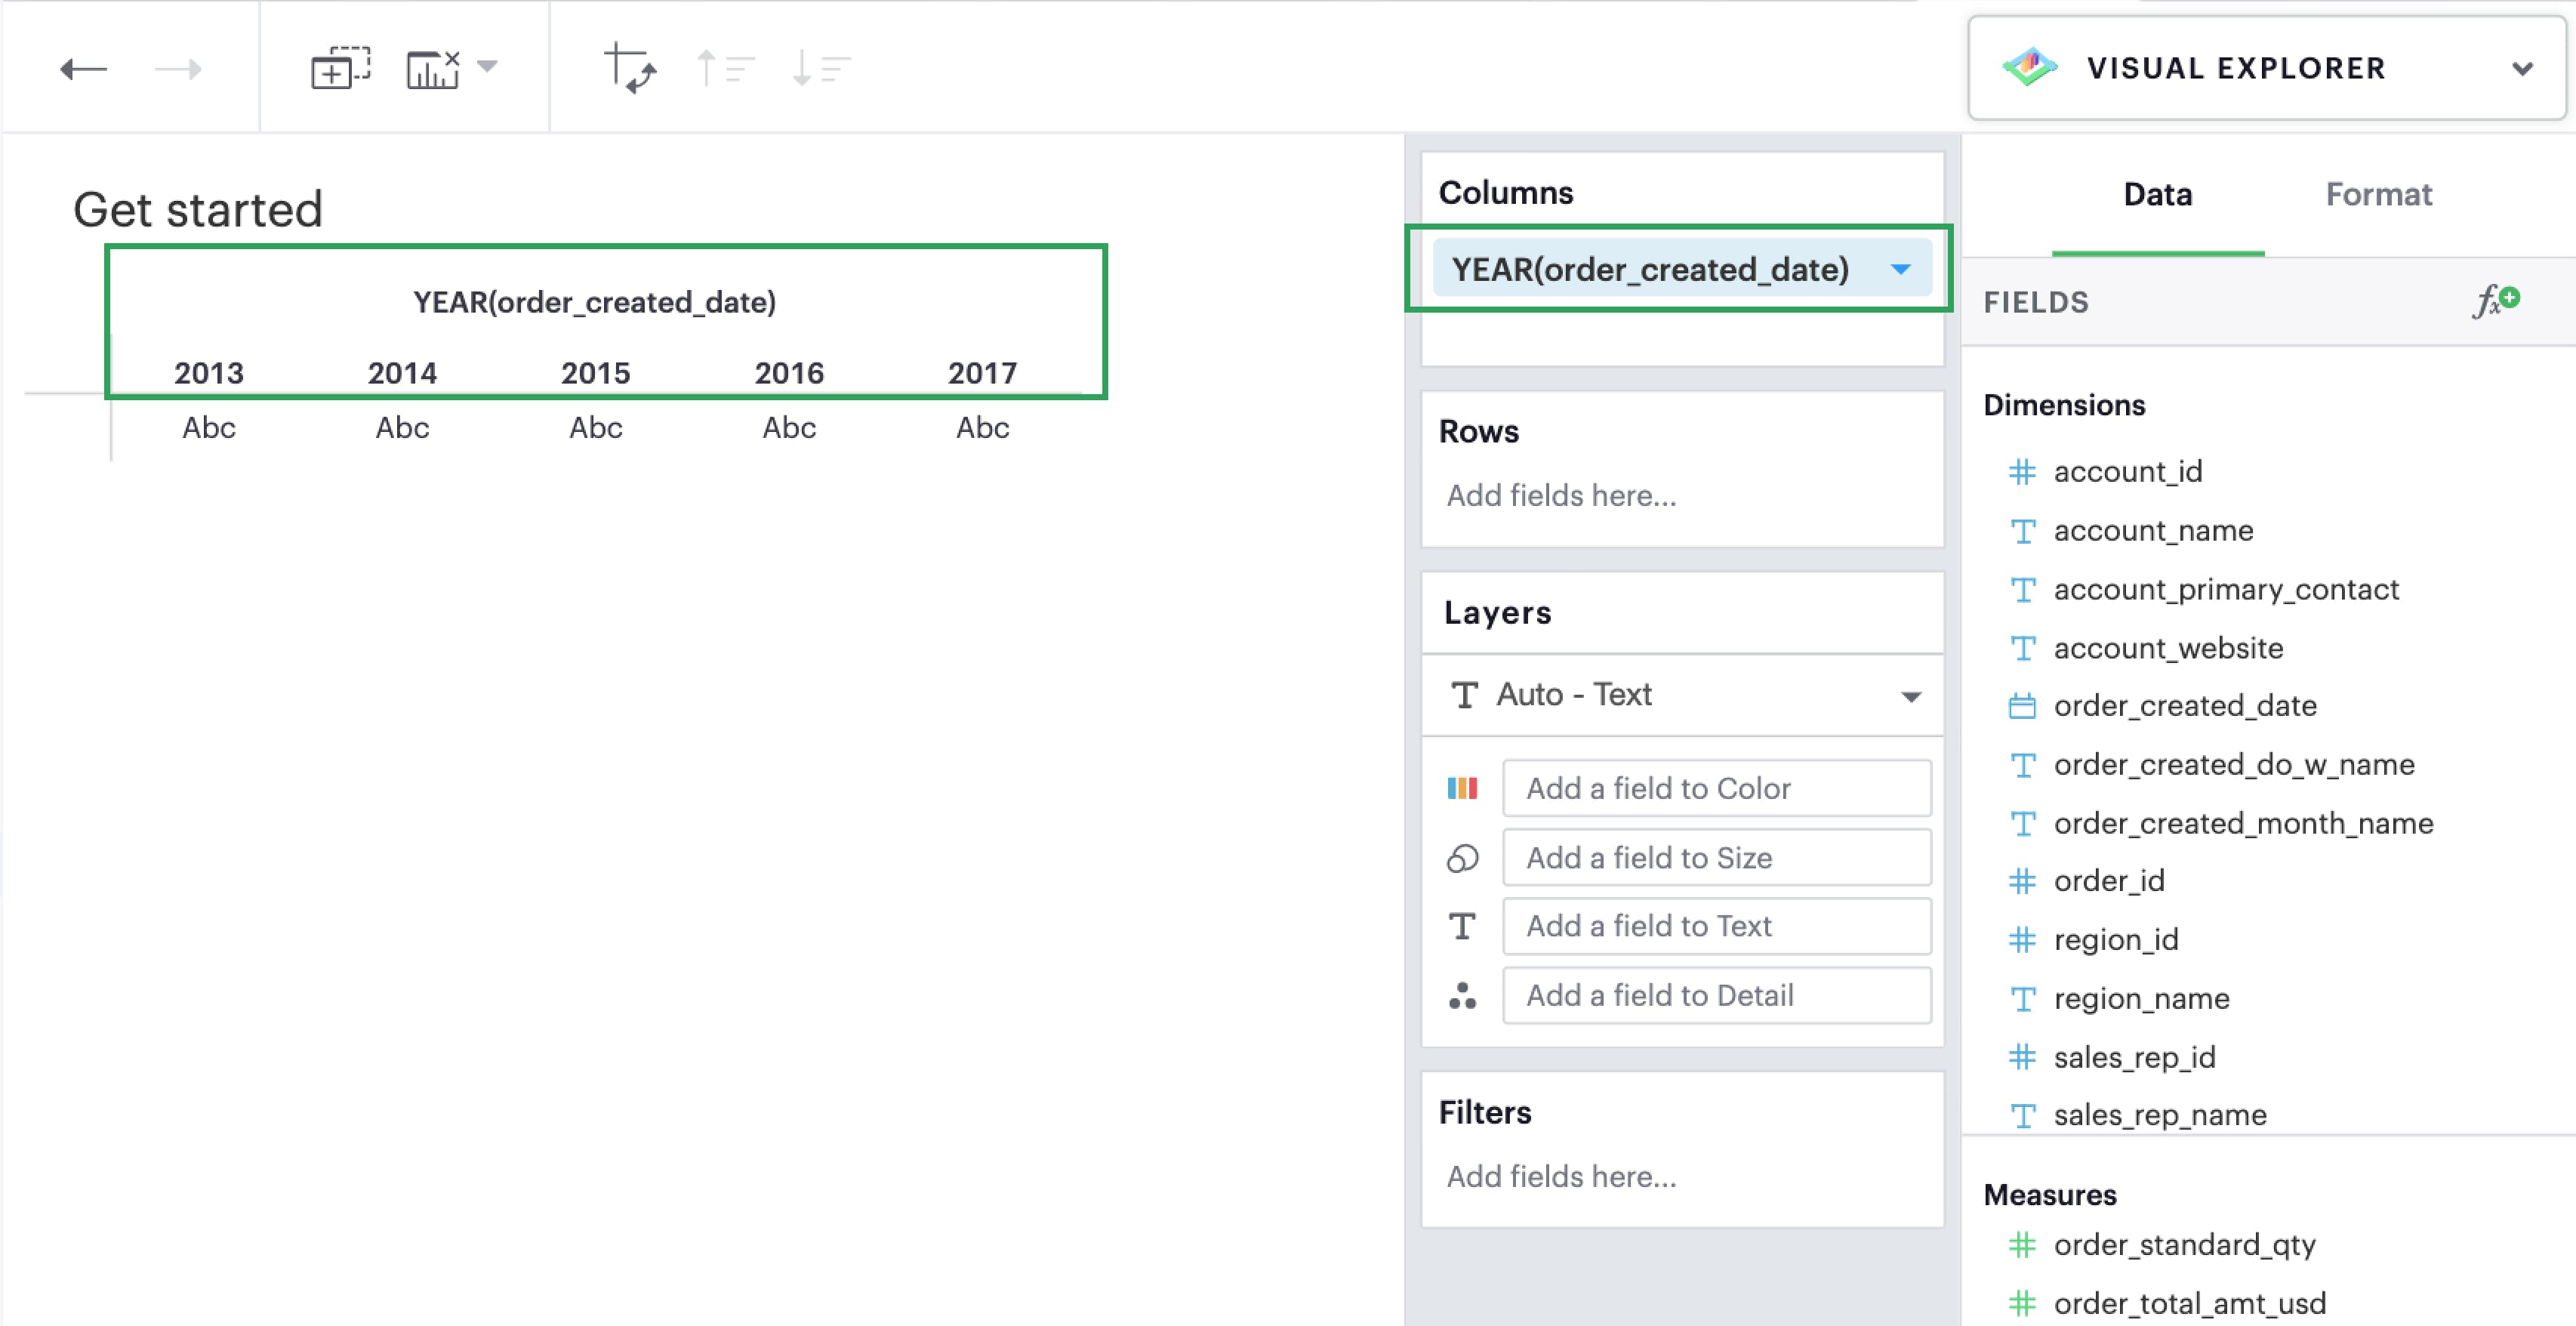 VISUAL EXPLORER
Get started
YEAR(order_created_date)
2013 2014 2015 2016 2017
Abc Abc Abc Abc Abc
Columns
YEAR(order_created_date)
Rows
Add fields here...
Layers
Auto - Text
Add a field to Color
Add a field to Size
Add a field to Text
Add a field to Detail
Filters
Add fields here...
Data Format
FIELDS
Dimensions
account_id
account_name
account_primary_contact
account_website
order_created_date
order_created_do_w_name
order_created_month_name
order_id
region_id
region_name
sales_rep_id
sales_rep_name
Measures
order_standard_qty
order_total_amt_usd